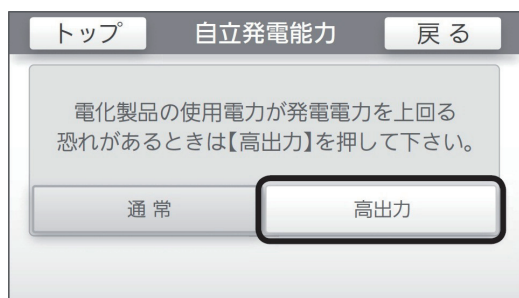 トップ 自立発電能力 戻る
電化製品の使用電力が発電電力を上回る
恐れがあるときは【高出力】を押して下さい。
通常 高出力